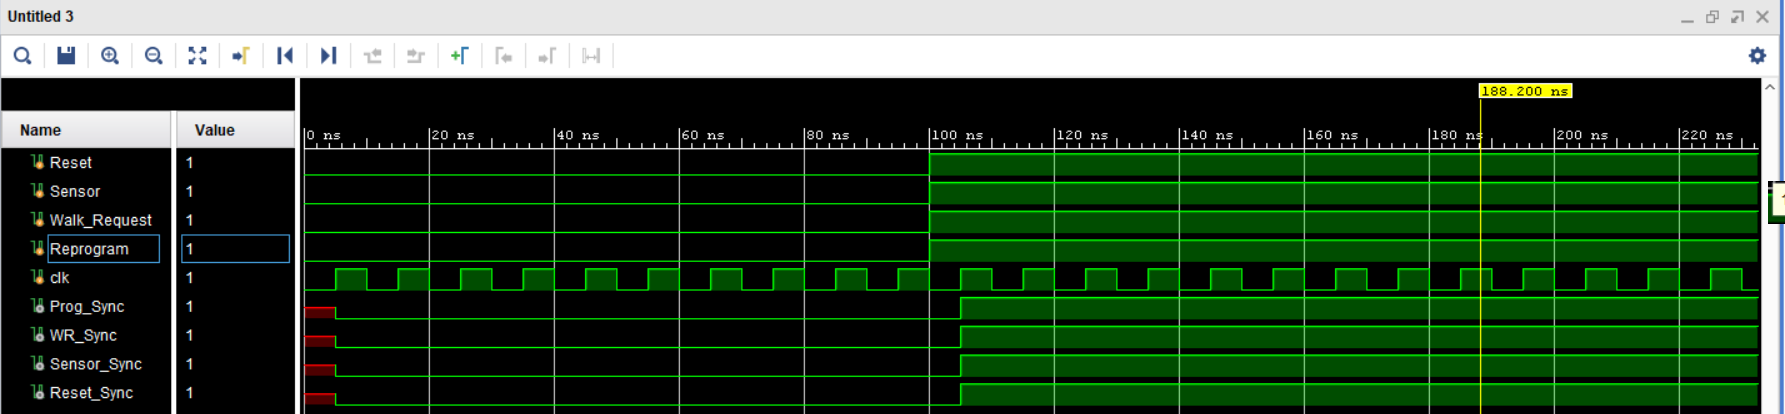 Untitled 3
188.200 ns
Name Value
0 ns 20 ns 40 ns 60 ns 80 ns 100 ns 120 ns 140 ns 160 ns 180 ns 200 ns 220 ns
Reset 1
Sensor 1
Walk_Request 1
Reprogram 1
clk 1
Prog_Sync 1
WR_Sync 1
Sensor_Sync 1
Reset_Sync 1